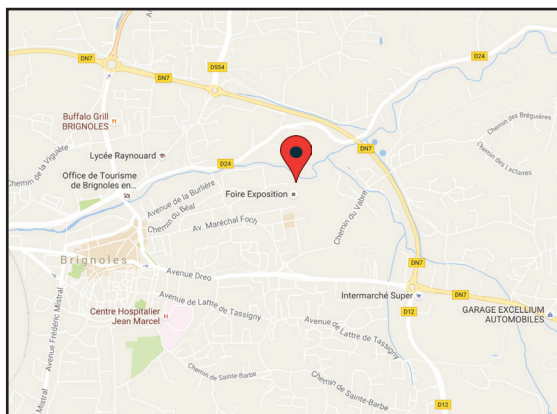 D24
DN7
D554
DN7
Buffalo Grill
BRIGNOLES
Chemin des Bréguières
Chemin de la Viguière
Lycée Raynouard
DN7
Chemin des Lactaires
D24
Office de Tourisme
de Brignoles en...
Avenue de la Burlière
Foire Exposition
Chemin du Béal
Av. Maréchal Foch
Chemin du Vabre
Brignoles
DN7
Avenue Dreo
Intermarché Super
DN7
Avenue de Lattre de Tassigny
GARAGE EXCELLIUM
AUTOMOBILES
Centre Hospitalier
Jean Marcel
D12
Avenue Frédéric Mistral
Avenue de Lattre de Tassigny
Chemin de Sainte-Barbe
Chemin de Sainte-Barbe
D12